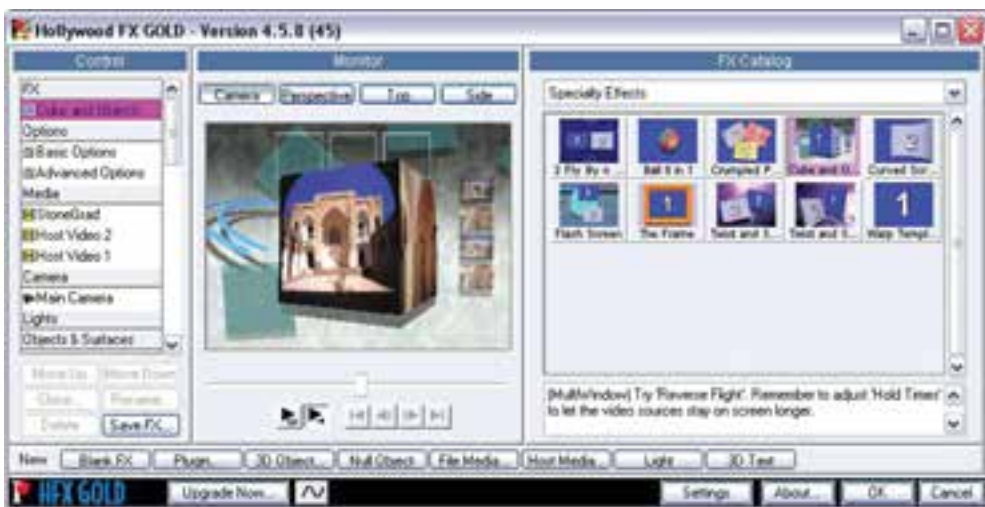 Hollywood FX GOLD - Version 4.5.8 (45)
Control
Monitor
FX Catalog
FX
Cube and Objects
Options
Basic Options
Advanced Options
Media
StoneGrad
Host Video 2
Host Video 1
Camera
Main Camera
Lights
Objects & Surfaces
Move Up
Move Down
Clone...
Rename...
Delete
Save FX...
Camera
Perspective
Top
Side
Specialty Effects
2 Fly By n ...
Ball It in 1
Crumpled P...
Cube and O...
Curved Scr...
Flash Screen
The Frame
Twist and ...
Twist and ...
Warp Templ...
(MultiWindow) Try 'Reverse Flight'. Remember to adjust 'Hold Times'
to let the video sources stay on screen longer.
New
Blank FX
Plugin...
3D Object...
Null Object
File Media...
Host Media...
Light
3D Text
HFX GOLD
Upgrade Now...
Settings
About...
OK
Cancel